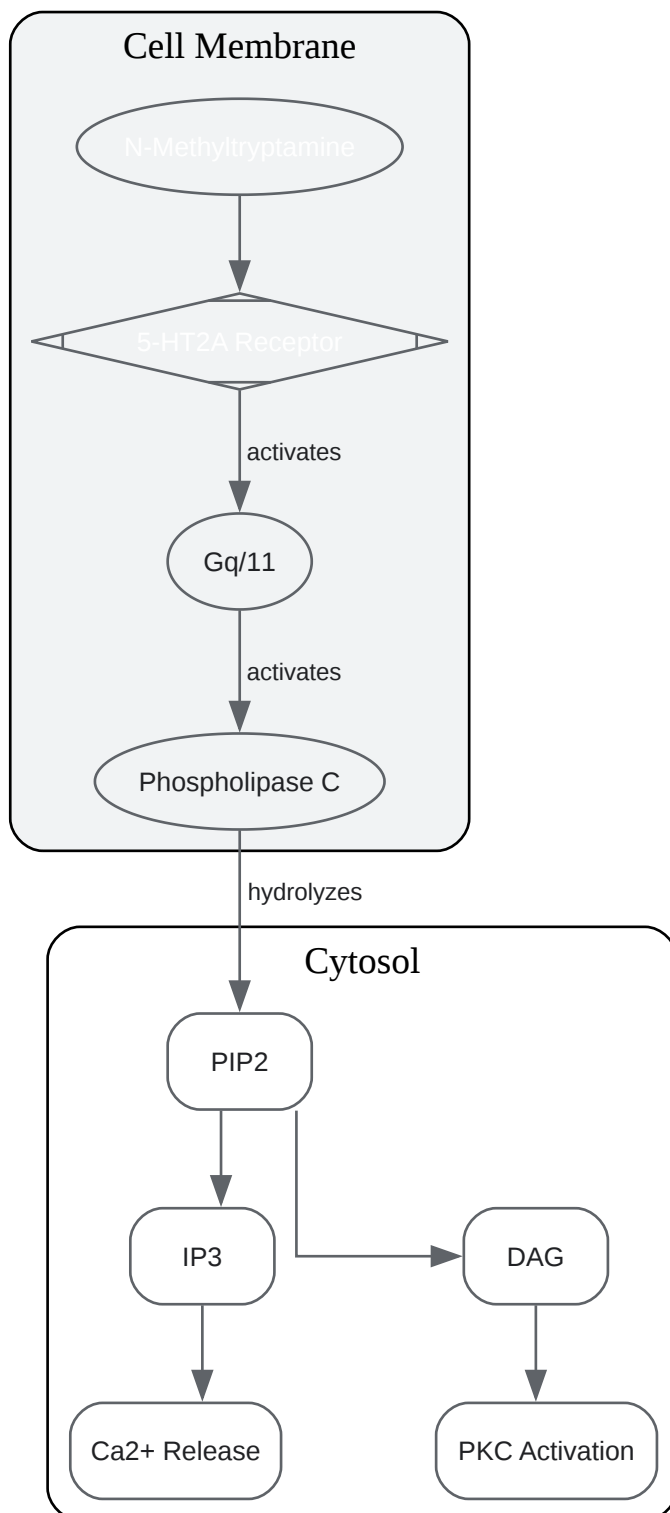 Cell Membrane
N-Methyltryptamine
5-HT2A Receptor
activates
Gq/11
activates
Phospholipase C
hydrolyzes
Cytosol
PIP2
IP3
DAG
Ca2+ Release
PKC Activation